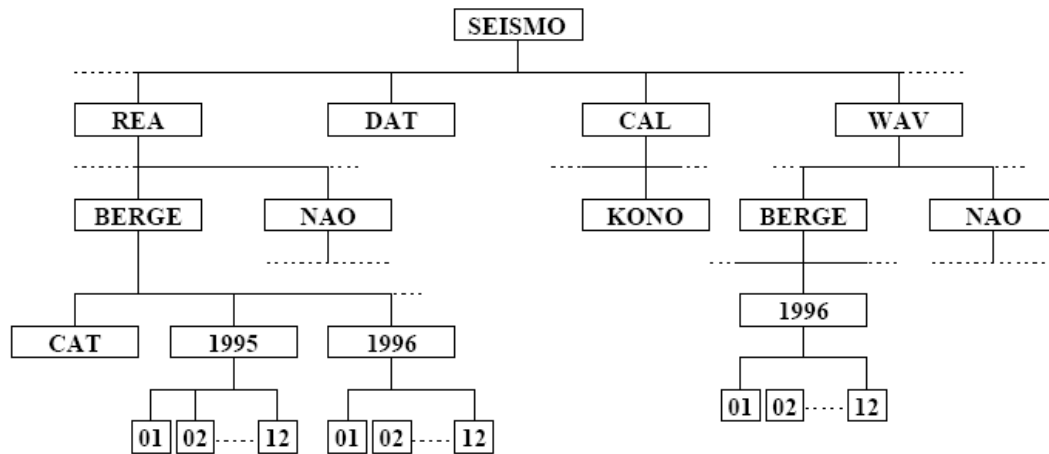 SEISMO
REA DAT CAL WAV
BERGE NAO KONO BERGE NAO
1996
CAT 1995 1996
01 02 12
01 02 12 01 02 12